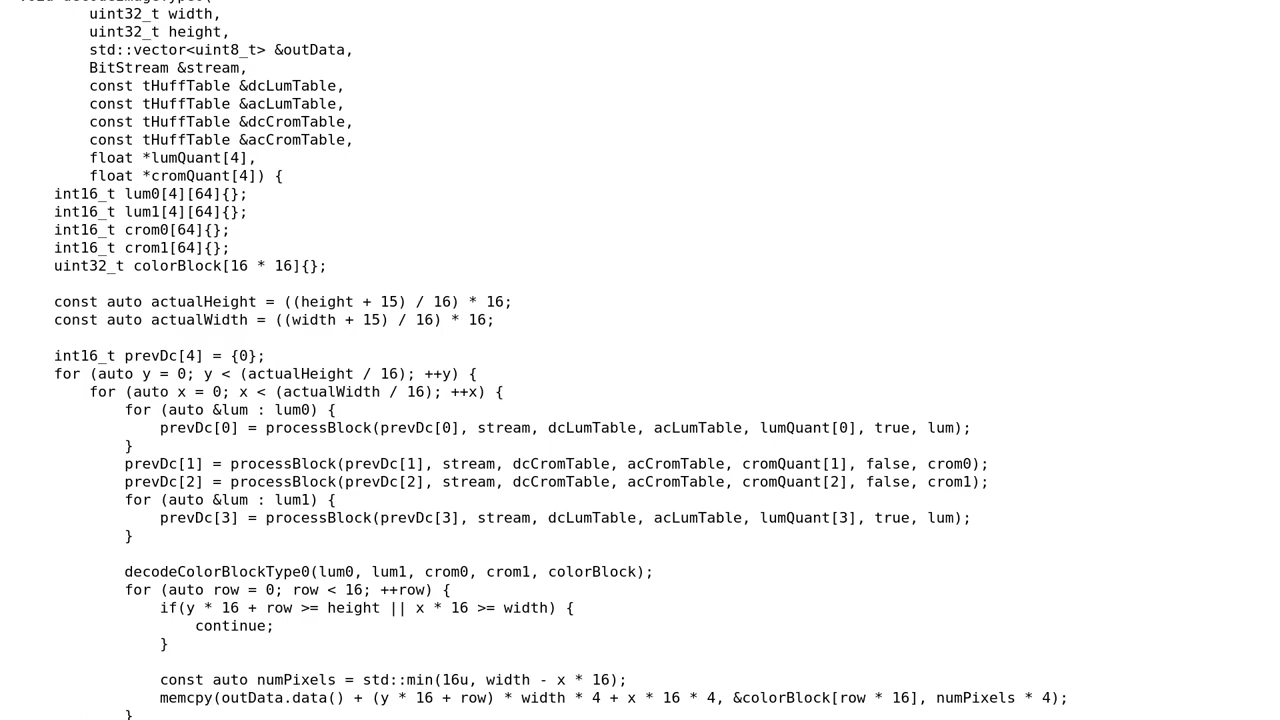 uint32_t width,
uint32_t height,
std::vector<uint8_t> &outData,
BitStream &stream,
const tHuffTable &dcLumTable,
const tHuffTable &acLumTable,
const tHuffTable &dcCromTable,
const tHuffTable &acCromTable,
float *lumQuant[4],
float *cromQuant[4]) {
int16_t lum0[4][64]{};
int16_t lum1[4][64]{};
int16_t crom0[64]{};
int16_t crom1[64]{};
uint32_t colorBlock[16 * 16]{};
const auto actualHeight = ((height + 15) / 16) * 16;
const auto actualWidth = ((width + 15) / 16) * 16;
int16_t prevDc[4] = {0};
for (auto y = 0; y < (actualHeight / 16); ++y) {
for (auto x = 0; x < (actualWidth / 16); ++x) {
for (auto &lum : lum0) {
prevDc[0] = processBlock(prevDc[0], stream, dcLumTable, acLumTable, lumQuant[0], true, lum);
}
prevDc[1] = processBlock(prevDc[1], stream, dcCromTable, acCromTable, cromQuant[1], false, crom0);
prevDc[2] = processBlock(prevDc[2], stream, dcCromTable, acCromTable, cromQuant[2], false, crom1);
for (auto &lum : lum1) {
prevDc[3] = processBlock(prevDc[3], stream, dcLumTable, acLumTable, lumQuant[3], true, lum);
}
decodeColorBlockType0(lum0, lum1, crom0, crom1, colorBlock);
for (auto row = 0; row < 16; ++row) {
if(y * 16 + row >= height || x * 16 >= width) {
continue;
}
const auto numPixels = std::min(16u, width - x * 16);
memcpy(outData.data() + (y * 16 + row) * width * 4 + x * 16 * 4, &colorBlock[row * 16], numPixels * 4);
}